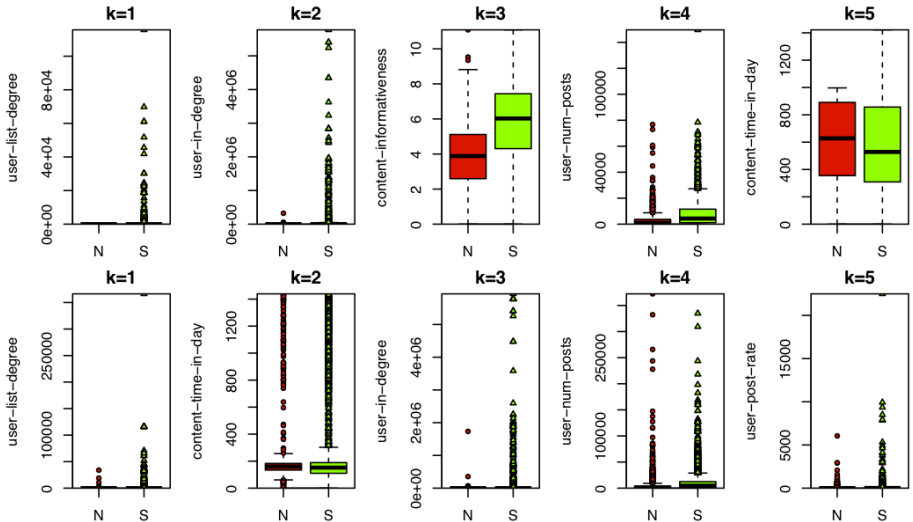 k=1
k=2
k=3
k=4
k=5
user−list−degree
0e+00
4e+04
8e+04
N
S
user−in−degree
0e+00
2e+06
4e+06
N
S
content−informativeness
0
2
4
6
8
10
N
S
user−num−posts
0
40000
100000
N
S
content−time−in−day
0
400
800
1200
N
S
k=1
k=2
k=3
k=4
k=5
user−list−degree
0
100000
250000
N
S
content−time−in−day
0
400
800
1200
N
S
user−in−degree
0e+00
2e+06
4e+06
N
S
user−num−posts
0
100000
250000
N
S
user−post−rate
0
5000
15000
N
S